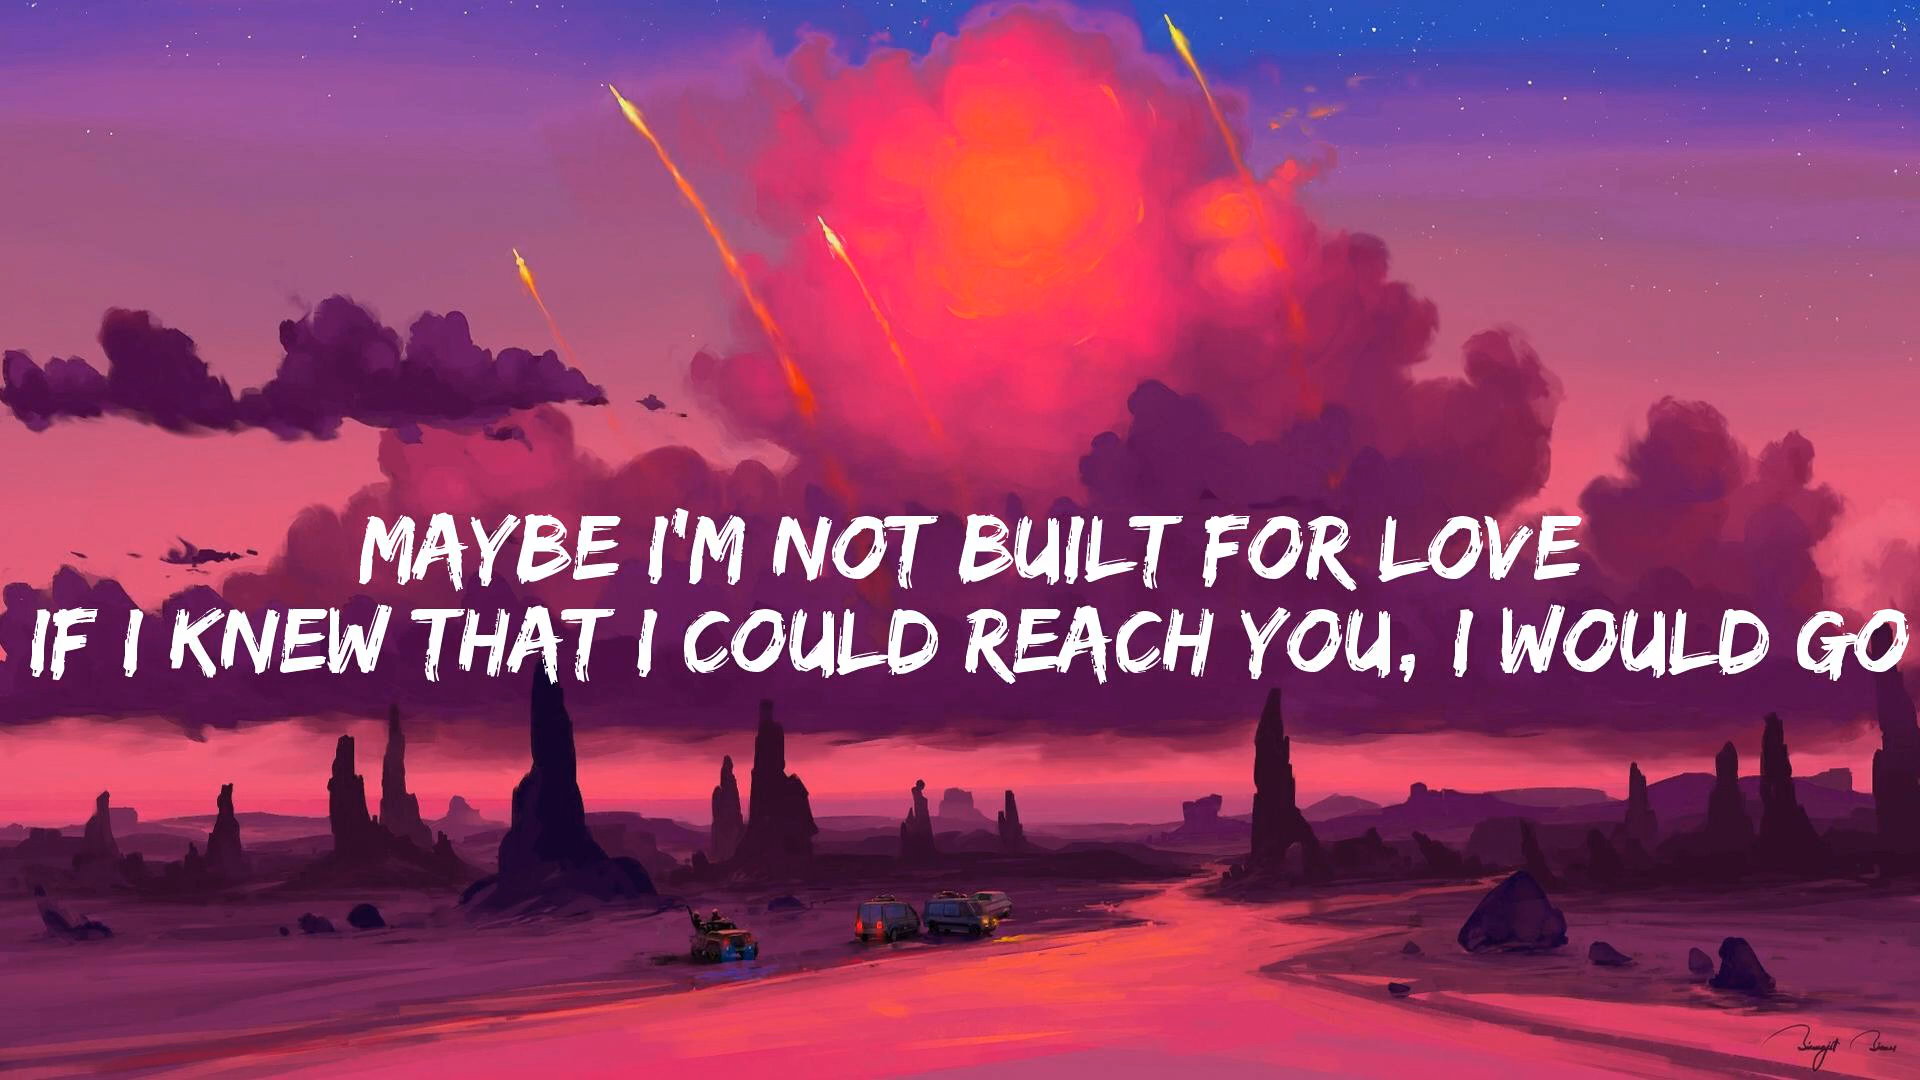 MAYBE I'M NOT BUILT FOR LOVE
IF I KNEW THAT I COULD REACH YOU, I WOULD GO